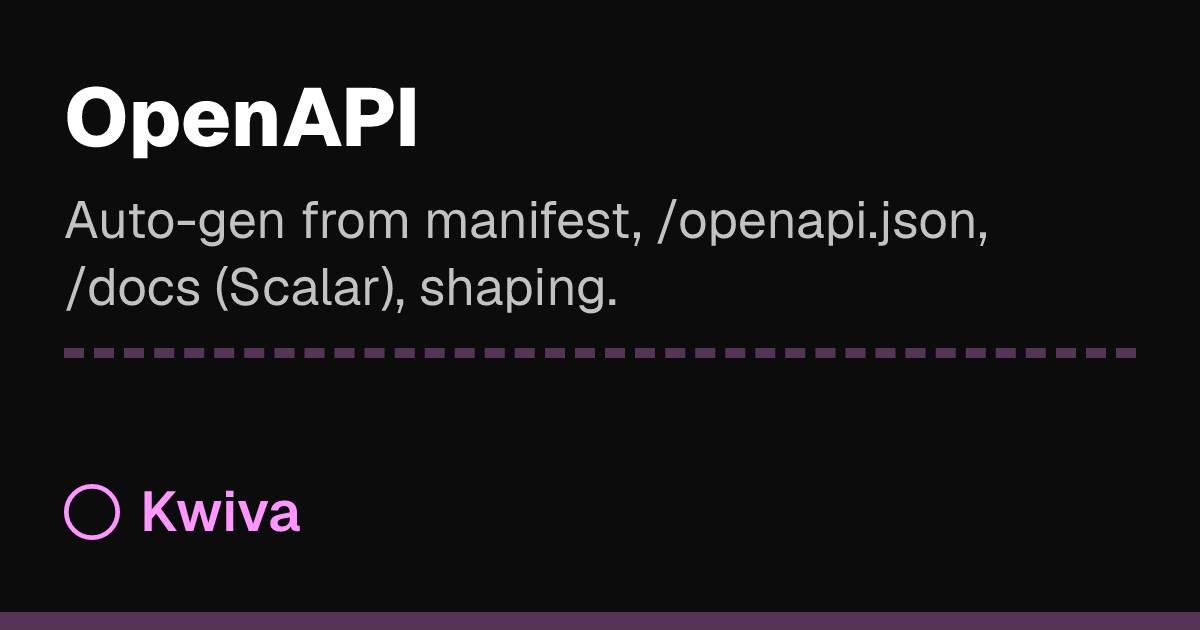 OpenAPI
Auto-gen from manifest, /openapi.json,
/docs (Scalar), shaping.
Kwiva